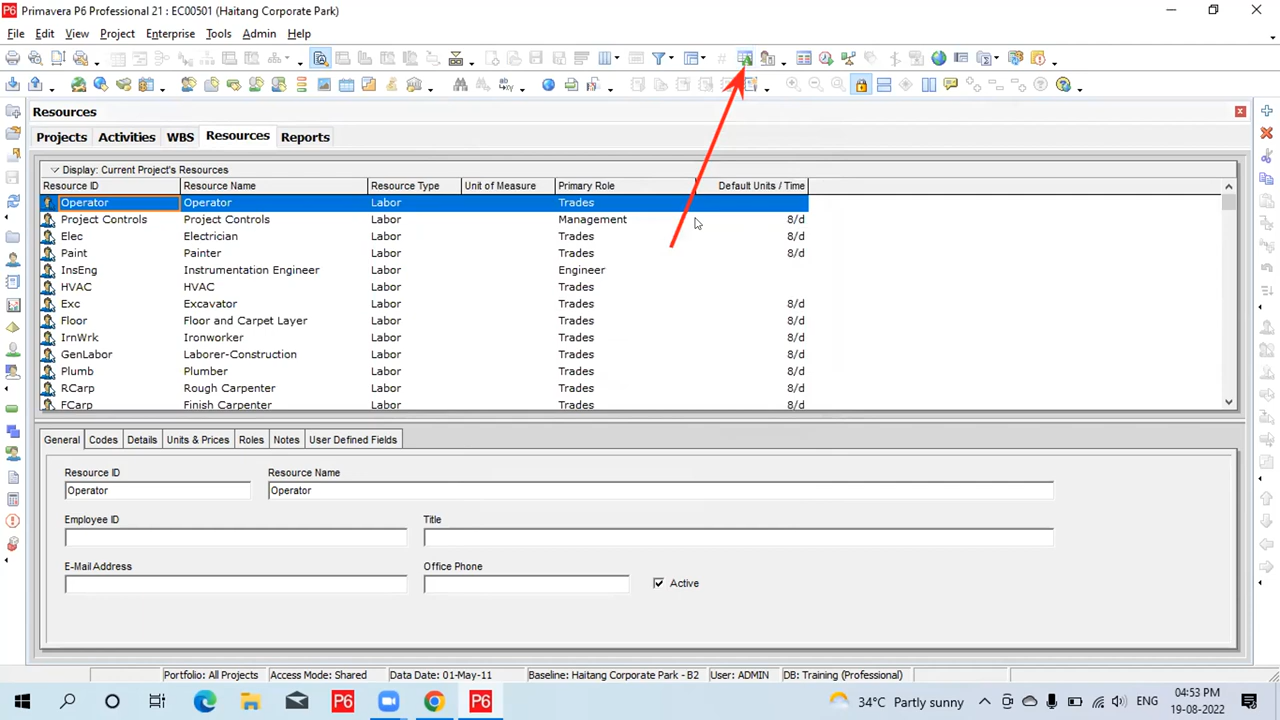 P6 Primavera P6 Professional 21 : EC00501 (Haitang Corporate Park)
File Edit View Project Enterprise Tools Admin Help
Resources
Projects Activities WBS Resources Reports
Display: Current Project's Resources
Resource ID Resource Name Resource Type Unit of Measure Primary Role Default Units / Time
Operator Operator Labor Trades
Project Controls Project Controls Labor Management 8/d
Elec Electrician Labor Trades 8/d
Paint Painter Labor Trades 8/d
InsEng Instrumentation Engineer Labor Engineer 8/d
HVAC HVAC Labor Trades 8/d
Exc Excavator Labor Trades 8/d
Floor Floor and Carpet Layer Labor Trades 8/d
IrnWrk Ironworker Labor Trades 8/d
GenLabor Laborer-Construction Labor Trades 8/d
Plumb Plumber Labor Trades 8/d
RCarp Rough Carpenter Labor Trades 8/d
FCarp Finish Carpenter Labor Trades 8/d
General Codes Details Units & Prices Roles Notes User Defined Fields
Resource ID Resource Name
Operator Operator
Employee ID Title
E-Mail Address Office Phone
Active
Portfolio: All Projects Access Mode: Shared Data Date: 01-May-11 Baseline: Haitang Corporate Park - B2 User: ADMIN DB: Training (Professional)
P6 P6 34°C Partly sunny ENG 04:53 PM
19-08-2022